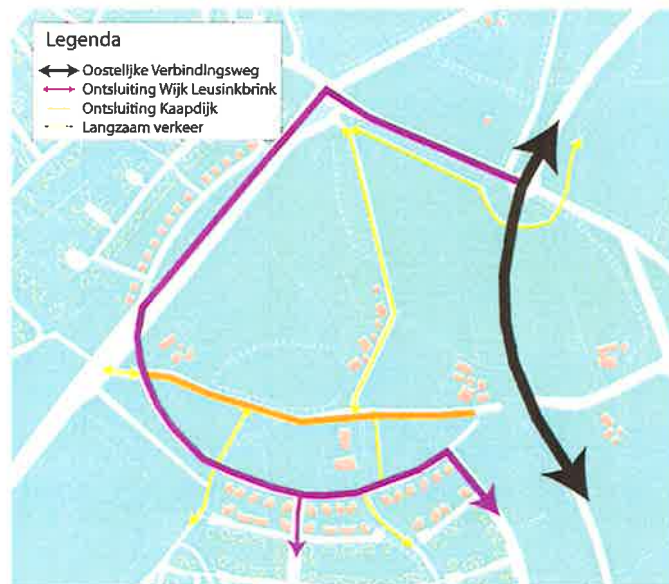 Legenda
Oostelijke Verbindingsweg
Ontsluiting Wijk Leusinkbrink
Ontsluiting Kaapdijk
Langzaam verkeer